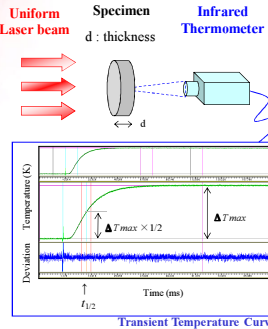 Uniform
Laser beam
Specimen
d : thickness
Infrared
Thermometer
d
Temperature (K)
Deviation
ΔTmax × 1/2
ΔTmax
t1/2
Time (ms)
Transient Temperature Curv